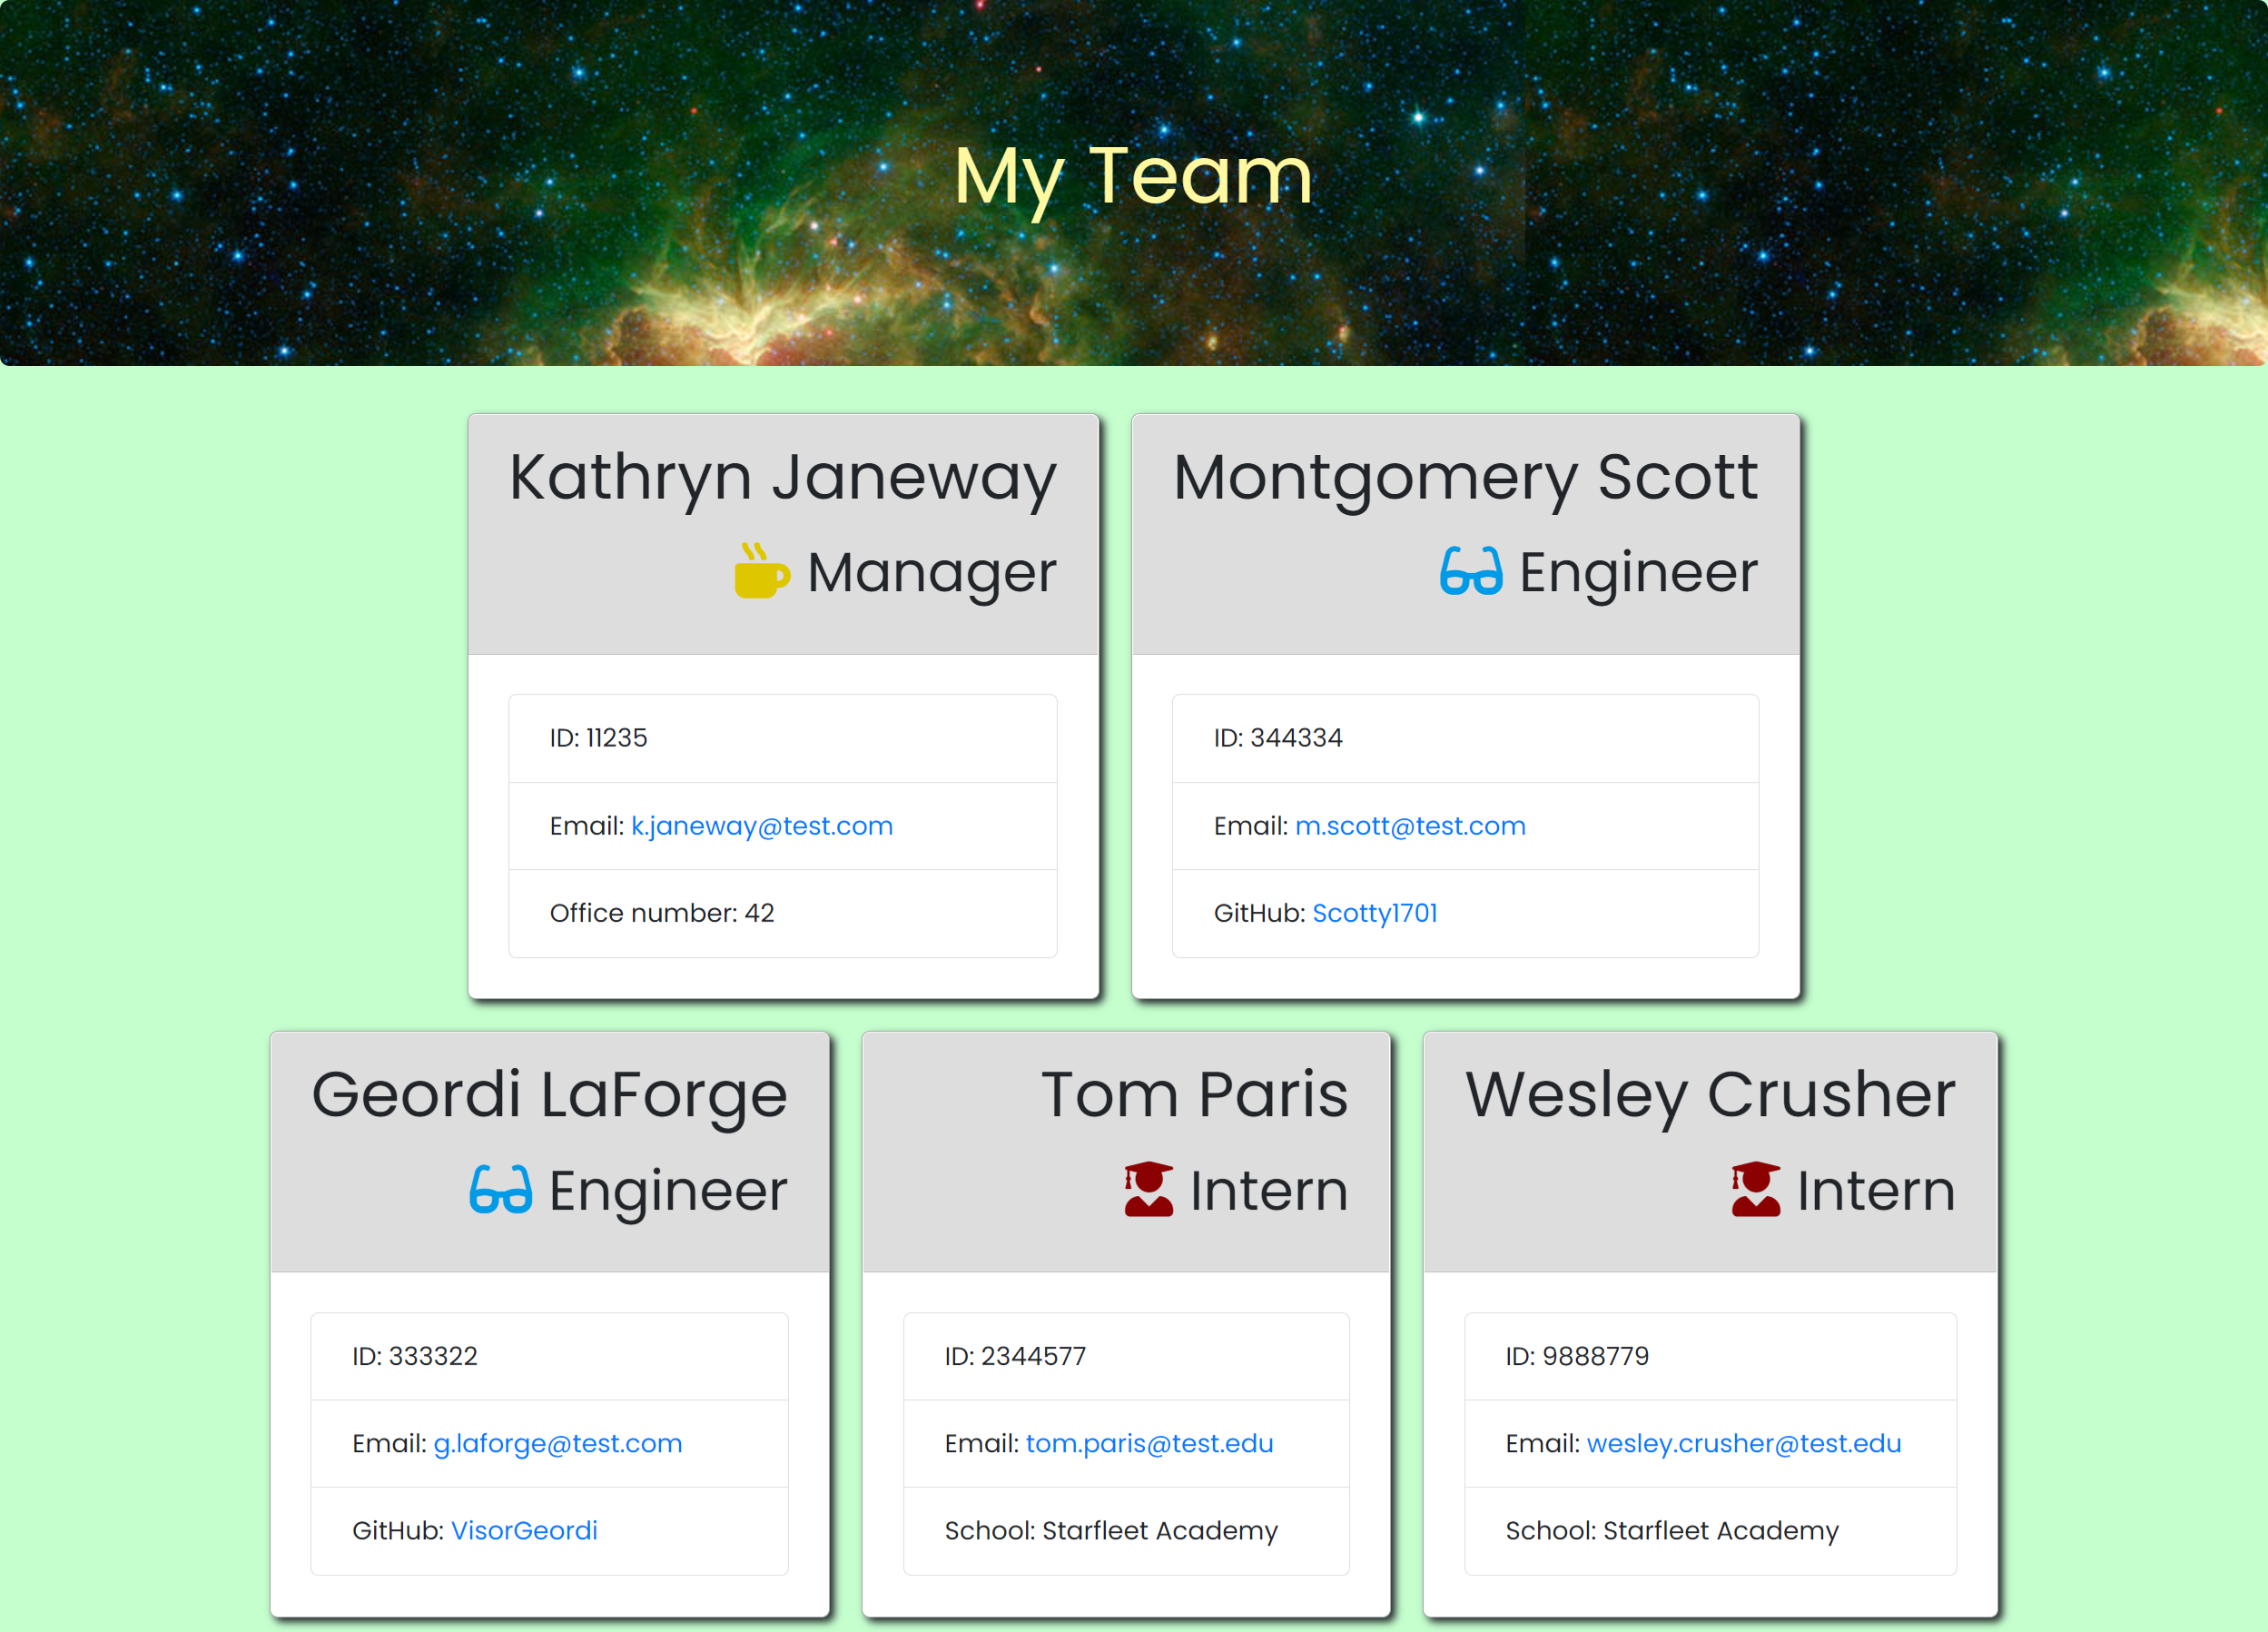 My Team
Kathryn Janeway
Manager
ID: 11235
Email: k.janeway@test.com
Office number: 42
Montgomery Scott
Engineer
ID: 344334
Email: m.scott@test.com
GitHub: Scotty1701
Geordi LaForge
Engineer
ID: 333322
Email: g.laforge@test.com
GitHub: VisorGeordi
Tom Paris
Intern
ID: 2344577
Email: tom.paris@test.edu
School: Starfleet Academy
Wesley Crusher
Intern
ID: 9888779
Email: wesley.crusher@test.edu
School: Starfleet Academy